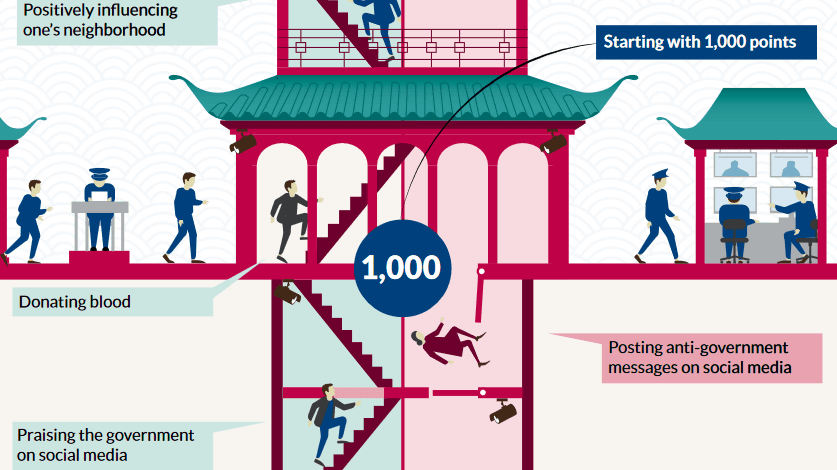 Positively influencing
one's neighborhood
Starting with 1,000 points
1,000
Donating blood
Posting anti-government
messages on social media
Praising the government
on social media